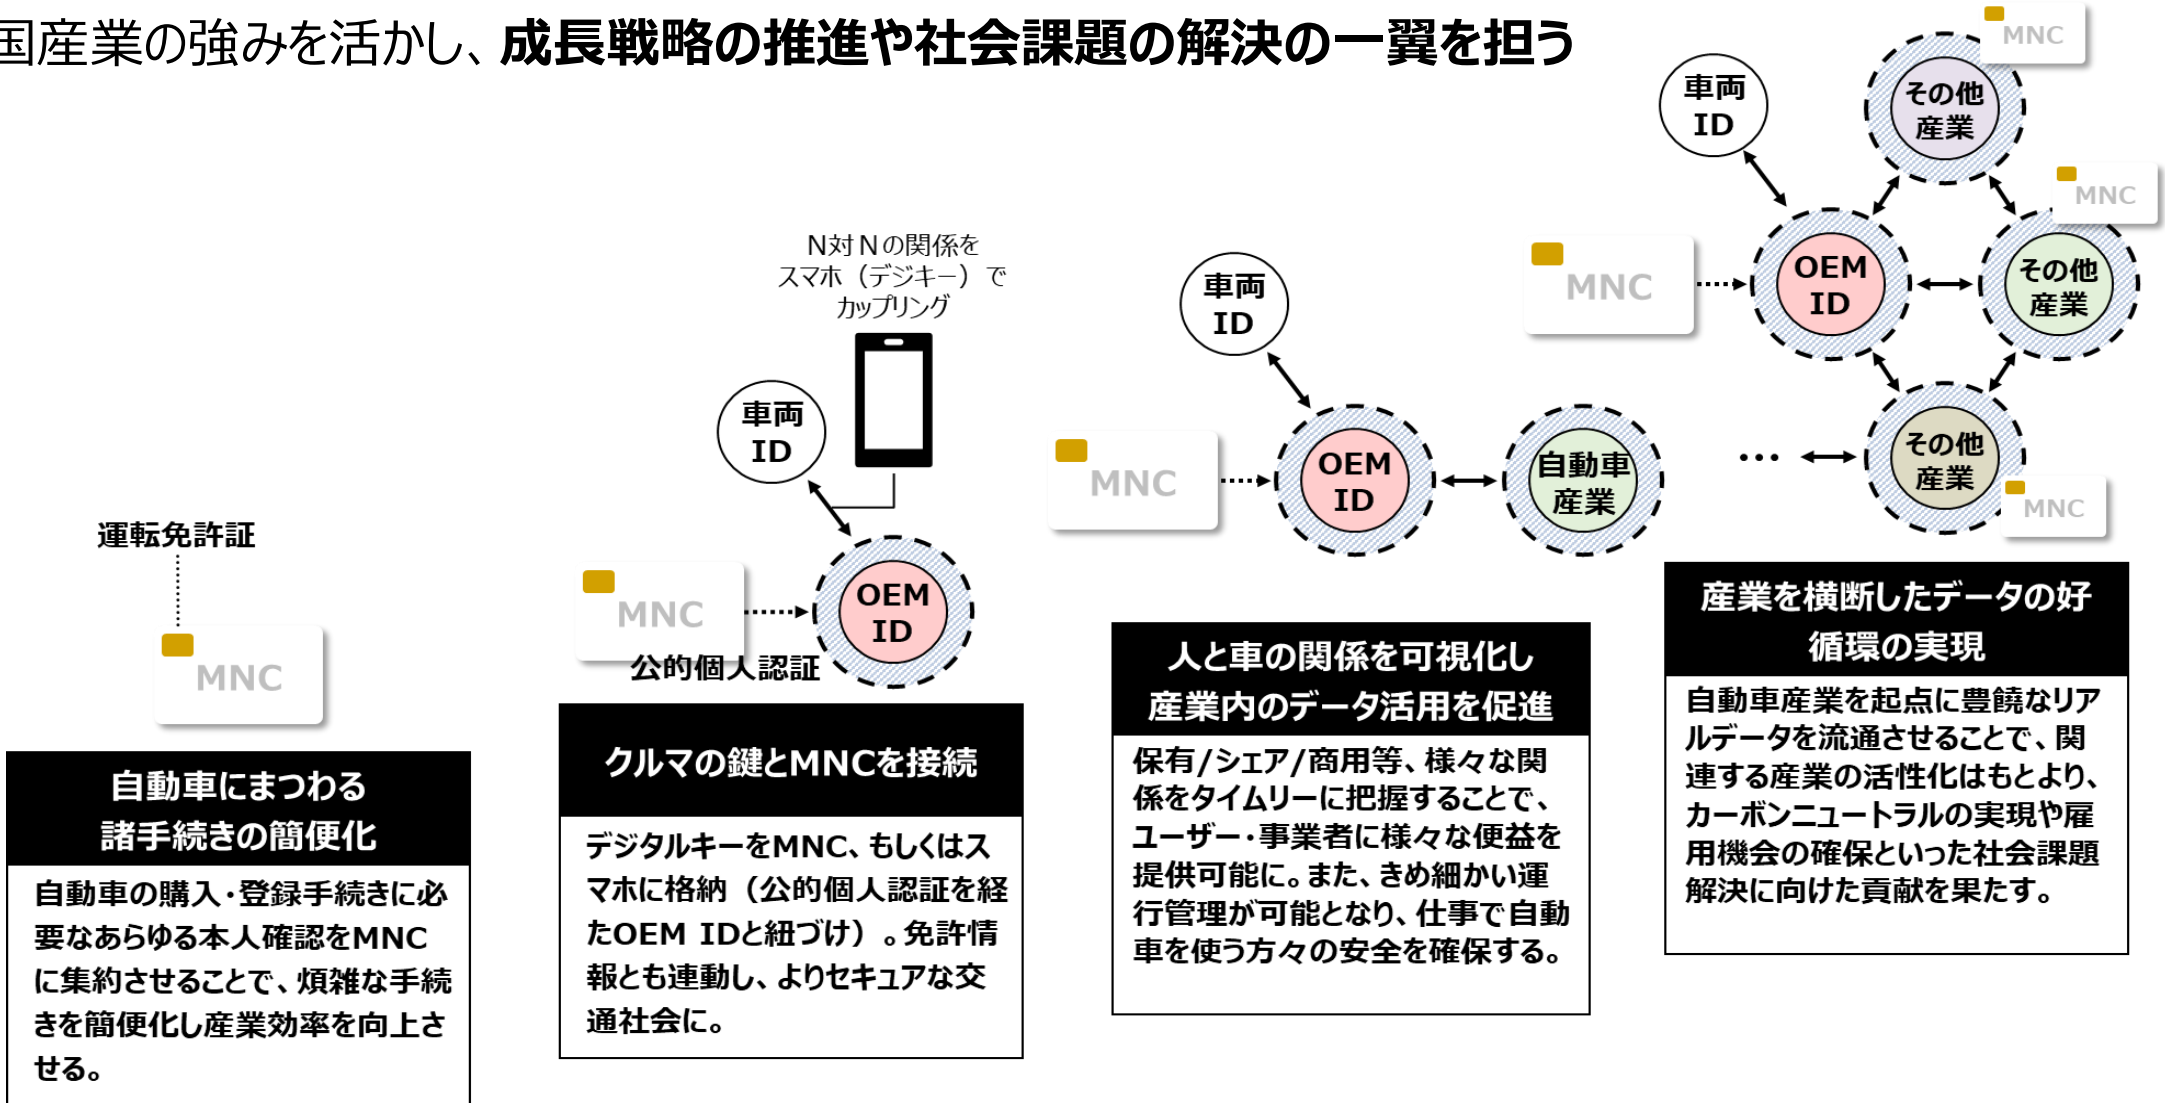 国産業の強みを活かし、成長戦略の推進や社会課題の解決の一翼を担う
運転免許証
MNC
自動車にまつわる
諸手続きの簡便化
自動車の購入・登録手続きに必
要なあらゆる本人確認をMNC
に集約させることで、煩雑な手続
きを簡便化し産業効率を向上さ
せる。
N対Nの関係を
スマホ（デジキー）で
カップリング
車両
ID
MNC
OEM
ID
公的個人認証
クルマの鍵とMNCを接続
デジタルキーをMNC、もしくはス
マホに格納（公的個人認証を経
たOEM IDと紐づけ）。免許情
報とも連動し、よりセキュアな交
通社会に。
車両
ID
MNC
OEM
ID
自動車
産業
人と車の関係を可視化し
産業内のデータ活用を促進
保有/シェア/商用等、様々な関
係をタイムリーに把握することで、
ユーザー・事業者に様々な便益を
提供可能に。また、きめ細かい運
行管理が可能となり、仕事で自動
車を使う方々の安全を確保する。
MNC
車両
ID
その他
産業
MNC
MNC
OEM
ID
その他
産業
…
その他
産業
MNC
産業を横断したデータの好
循環の実現
自動車産業を起点に豊饒なリア
ルデータを流通させることで、関
連する産業の活性化はもとより、
カーボンニュートラルの実現や雇
用機会の確保といった社会課題
解決に向けた貢献を果たす。